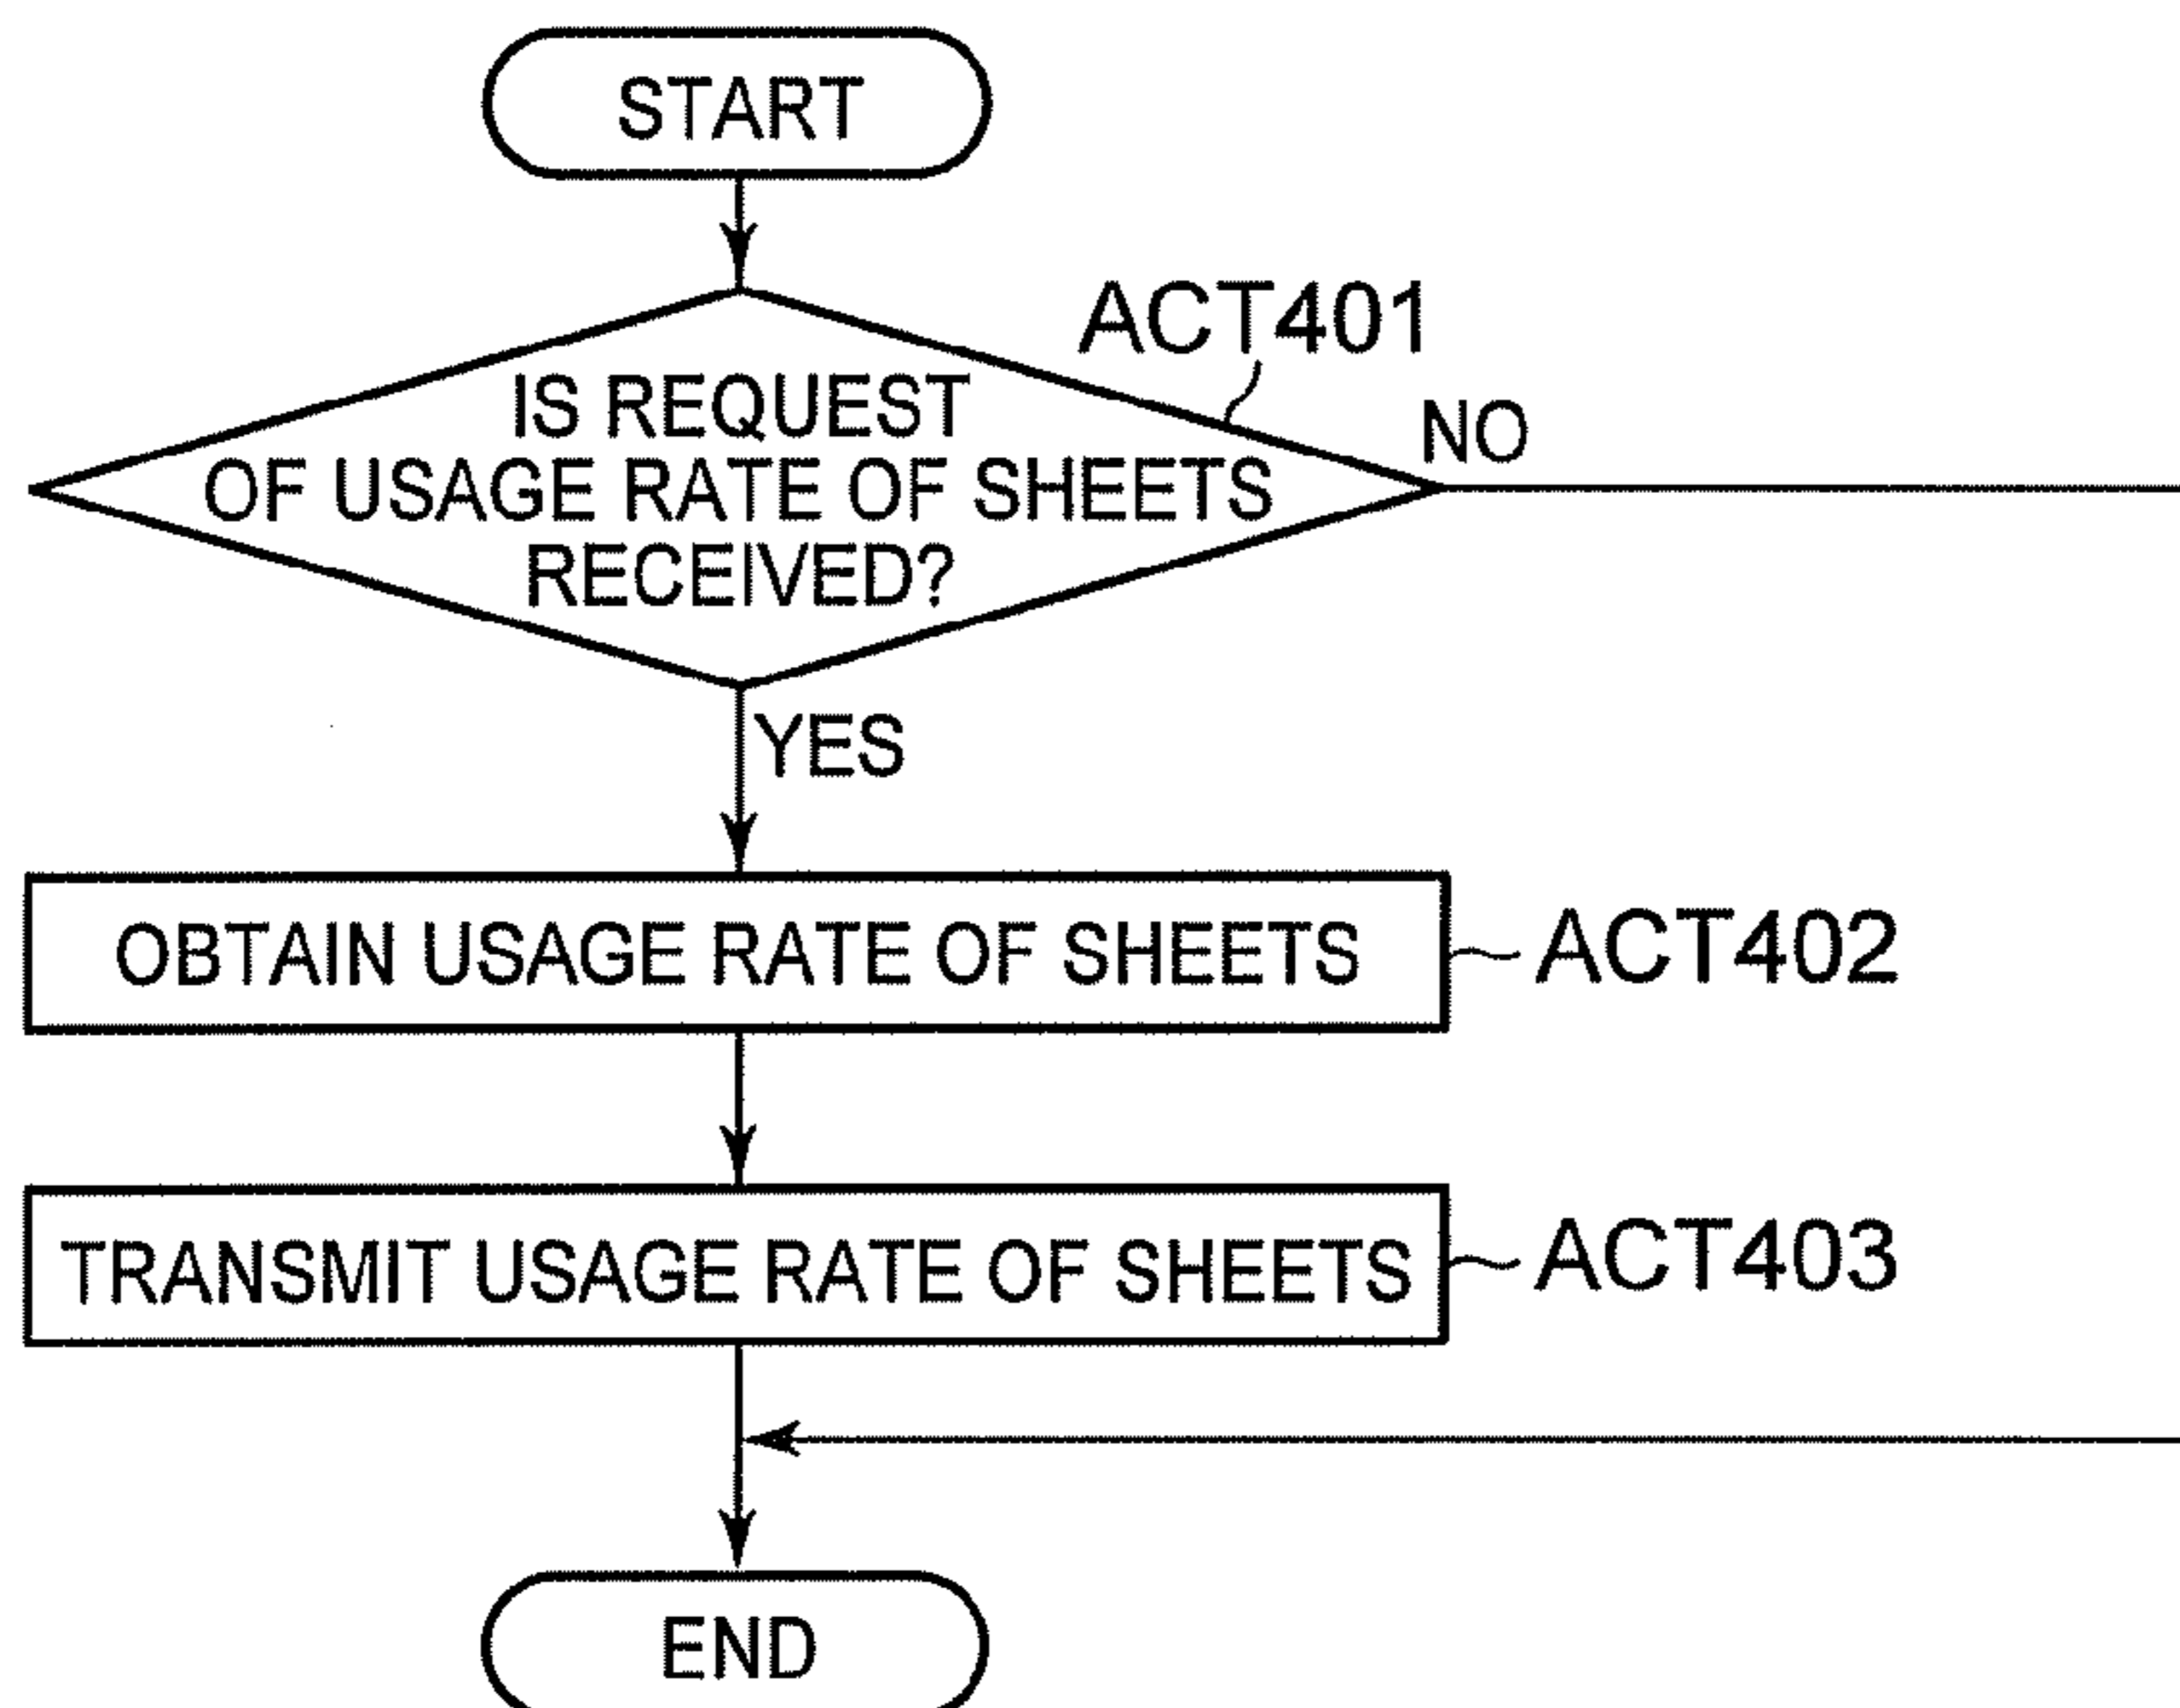 START
ACT401
IS REQUEST
OF USAGE RATE OF SHEETS
RECEIVED?
NO
YES
OBTAIN USAGE RATE OF SHEETS
ACT402
TRANSMIT USAGE RATE OF SHEETS
ACT403
END